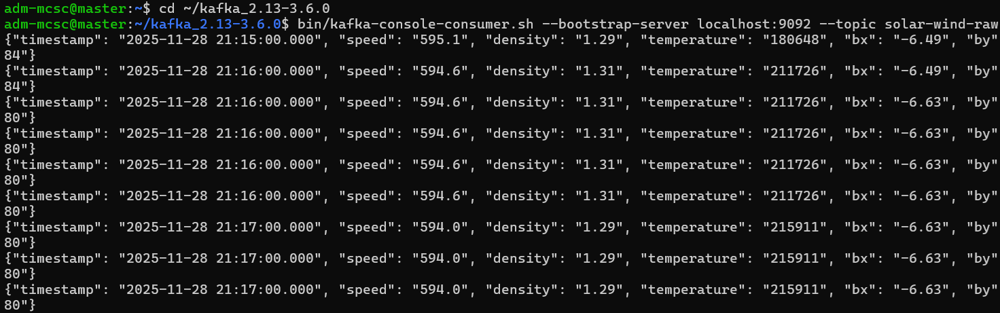 adm-mcsc@master:~$ cd ~/kafka_2.13-3.6.0
adm-mcsc@master:~/kafka_2.13-3.6.0$ bin/kafka-console-consumer.sh --bootstrap-server localhost:9092 --topic solar-wind-raw
{"timestamp": "2025-11-28 21:15:00.000", "speed": "595.1", "density": "1.29", "temperature": "180648", "bx": "-6.49", "by"
84"}
{"timestamp": "2025-11-28 21:16:00.000", "speed": "594.6", "density": "1.31", "temperature": "211726", "bx": "-6.49", "by"
84"}
{"timestamp": "2025-11-28 21:16:00.000", "speed": "594.6", "density": "1.31", "temperature": "211726", "bx": "-6.63", "by"
80"}
{"timestamp": "2025-11-28 21:16:00.000", "speed": "594.6", "density": "1.31", "temperature": "211726", "bx": "-6.63", "by"
80"}
{"timestamp": "2025-11-28 21:16:00.000", "speed": "594.6", "density": "1.31", "temperature": "211726", "bx": "-6.63", "by"
80"}
{"timestamp": "2025-11-28 21:16:00.000", "speed": "594.6", "density": "1.31", "temperature": "211726", "bx": "-6.63", "by"
80"}
{"timestamp": "2025-11-28 21:17:00.000", "speed": "594.0", "density": "1.29", "temperature": "215911", "bx": "-6.63", "by"
80"}
{"timestamp": "2025-11-28 21:17:00.000", "speed": "594.0", "density": "1.29", "temperature": "215911", "bx": "-6.63", "by"
80"}
{"timestamp": "2025-11-28 21:17:00.000", "speed": "594.0", "density": "1.29", "temperature": "215911", "bx": "-6.63", "by"
80"}